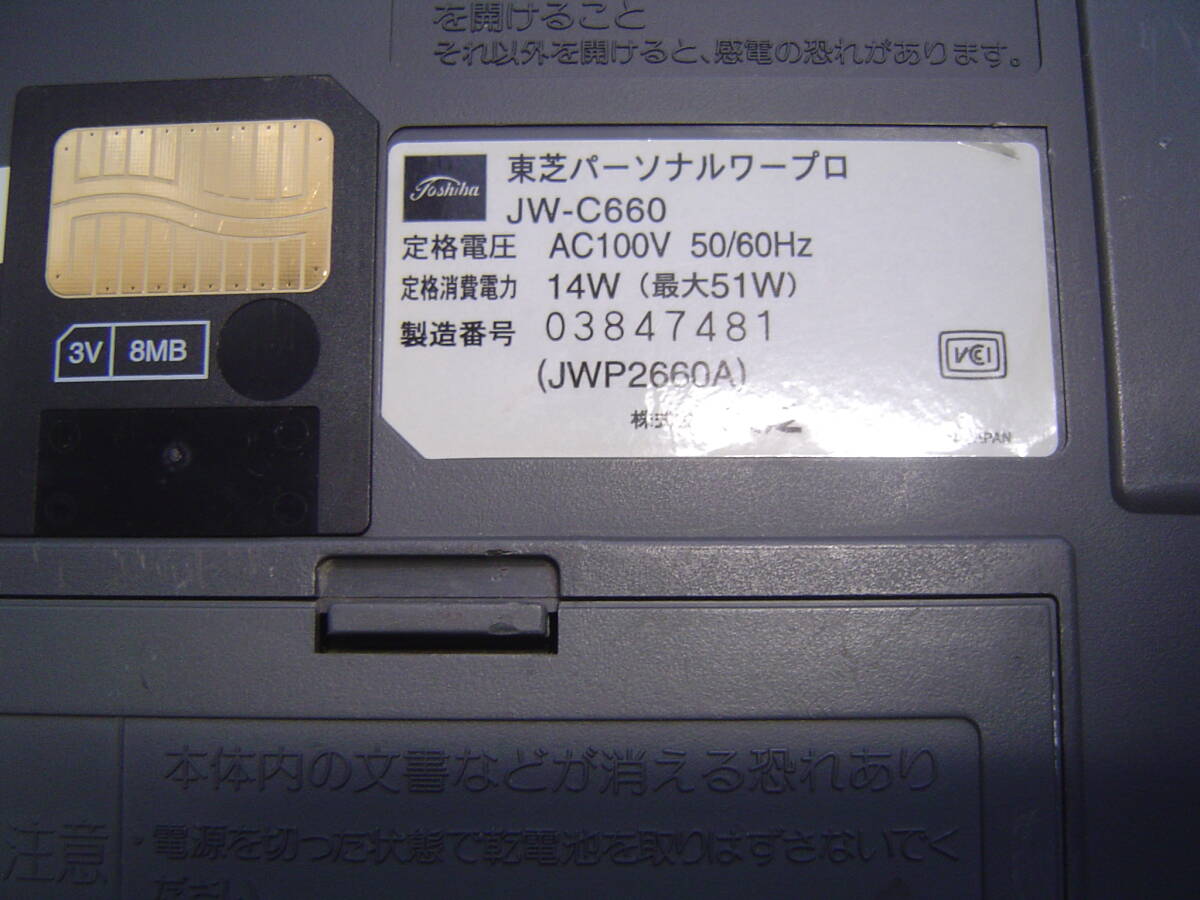 を開けること
それ以外を開けると、感電の恐れがあります。
Toshiba
東芝パーソナルワープロ
JW-C660
定格電圧 AC100V 50/60Hz
定格消費電力 14W (最大51W)
製造番号 03847481
(JWP2660A)
VCI
3V 8MB
本体内の文書などが消える恐れあり
注意
・電源を切った状態で乾電池を取りはずさないでく
ださい